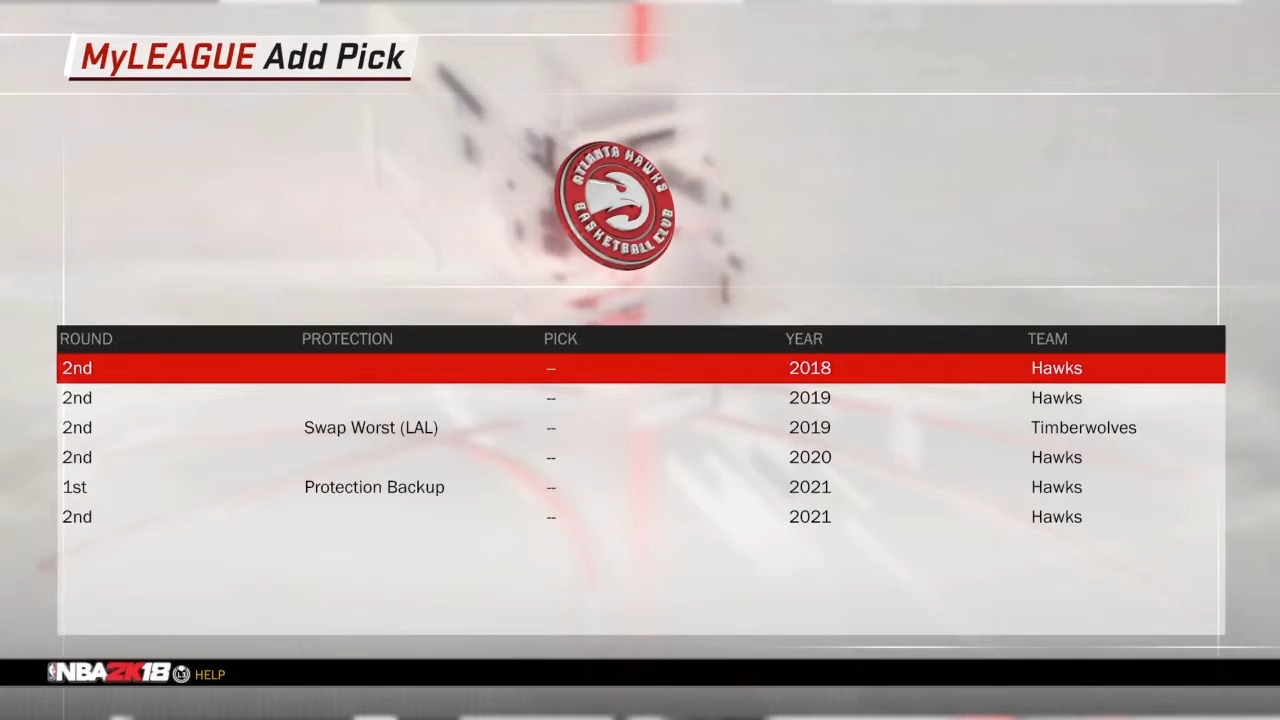 MyLEAGUE Add Pick
ATLANTA HAWKS
BASKETBALL CLUB
ROUND PROTECTION PICK YEAR TEAM
2nd -- 2018 Hawks
2nd -- 2019 Hawks
2nd Swap Worst (LAL) -- 2019 Timberwolves
2nd -- 2020 Hawks
1st Protection Backup -- 2021 Hawks
2nd -- 2021 Hawks
NBA2K18 HELP